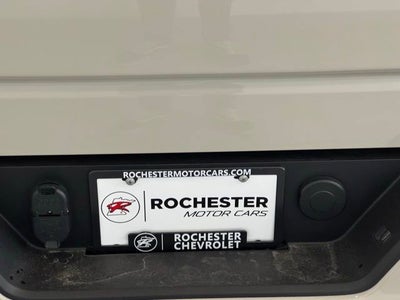 ROCHESTERMOTORCARS.COM
R ROCHESTER
MOTOR CARS
R ROCHESTER
CHEVROLET